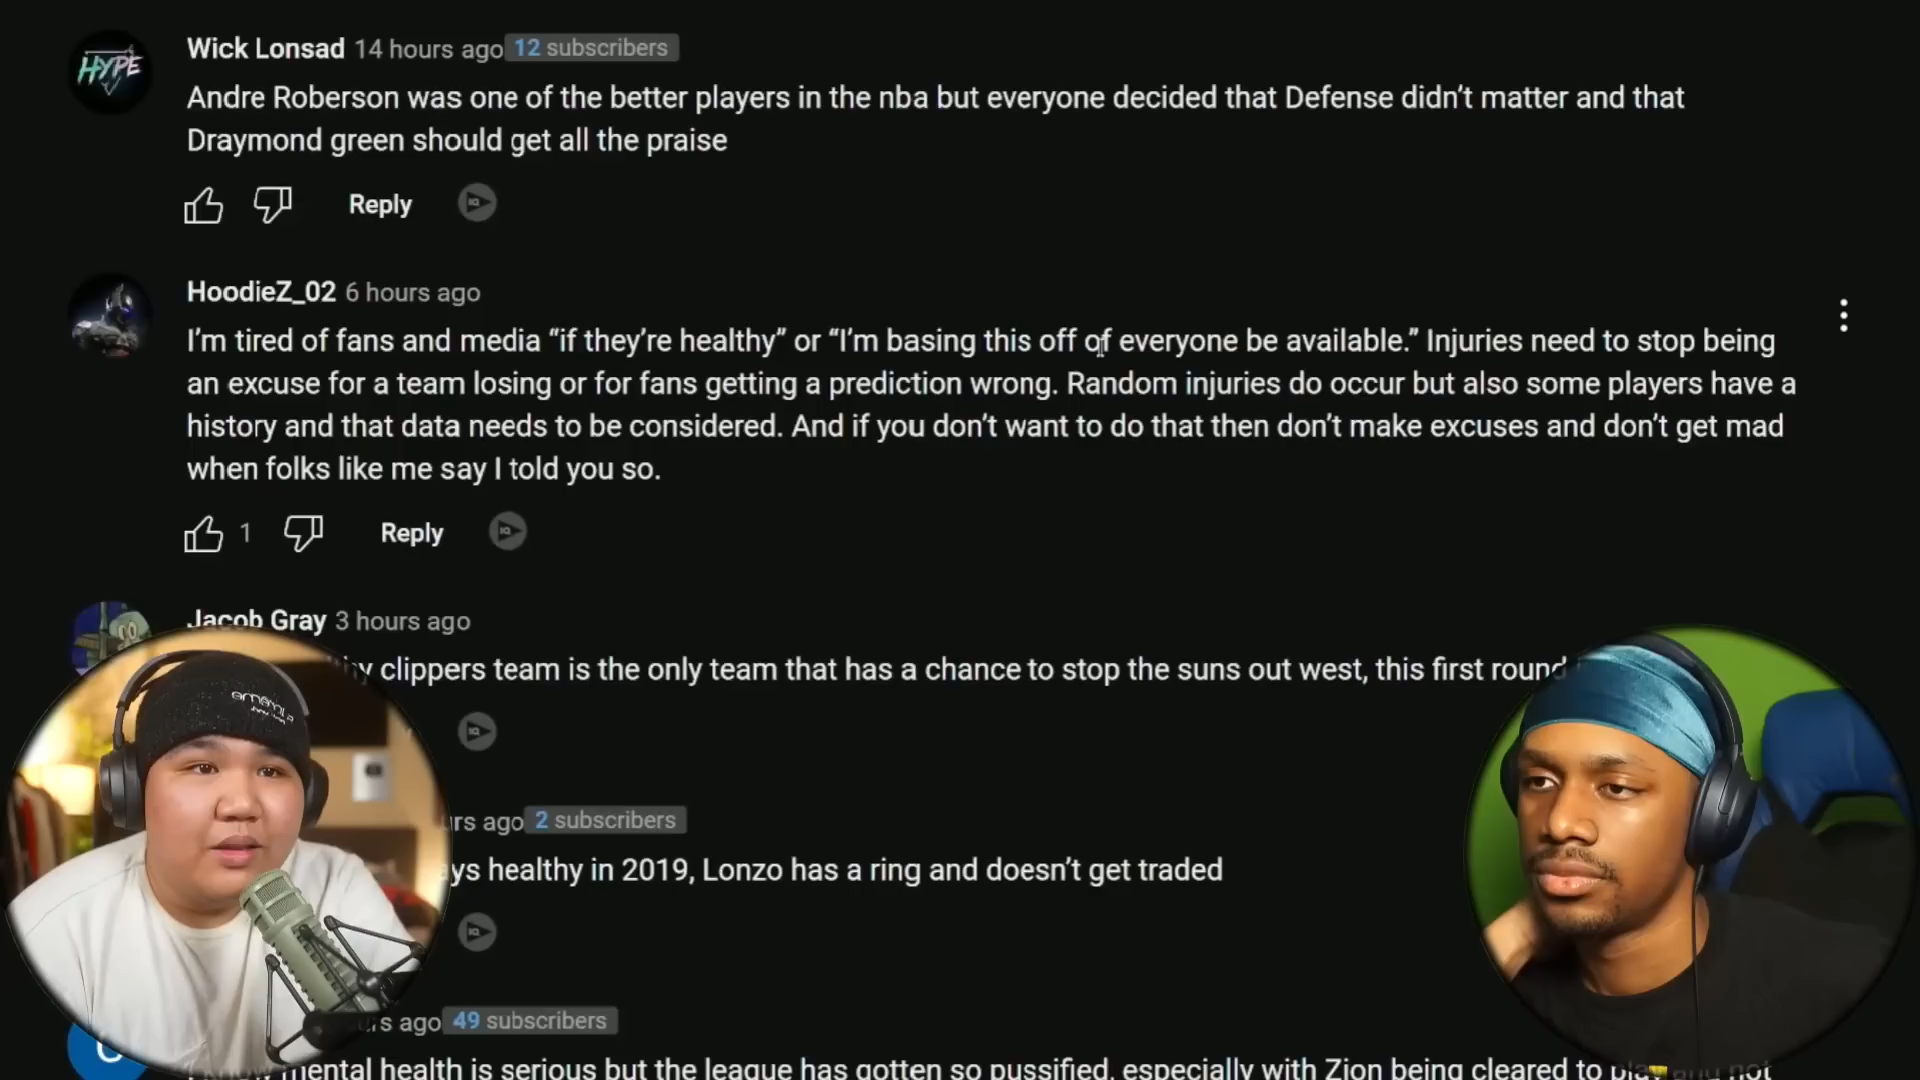 HYPE
Wick Lonsad 14 hours ago 12 subscribers
Andre Roberson was one of the better players in the nba but everyone decided that Defense didn’t matter and that
Draymond green should get all the praise
Reply
HoodieZ_02 6 hours ago
I’m tired of fans and media “if they’re healthy” or “I’m basing this off of everyone be available.” Injuries need to stop being
an excuse for a team losing or for fans getting a prediction wrong. Random injuries do occur but also some players have a
history and that data needs to be considered. And if you don’t want to do that then don’t make excuses and don’t get mad
when folks like me say I told you so.
1 Reply
Jacob Gray 3 hours ago
clippers team is the only team that has a chance to stop the suns out west, this first round
ago 2 subscribers
healthy in 2019, Lonzo has a ring and doesn’t get traded
ago 49 subscribers
I know mental health is serious but the league has gotten so pussified, especially with Zion being cleared to play and not